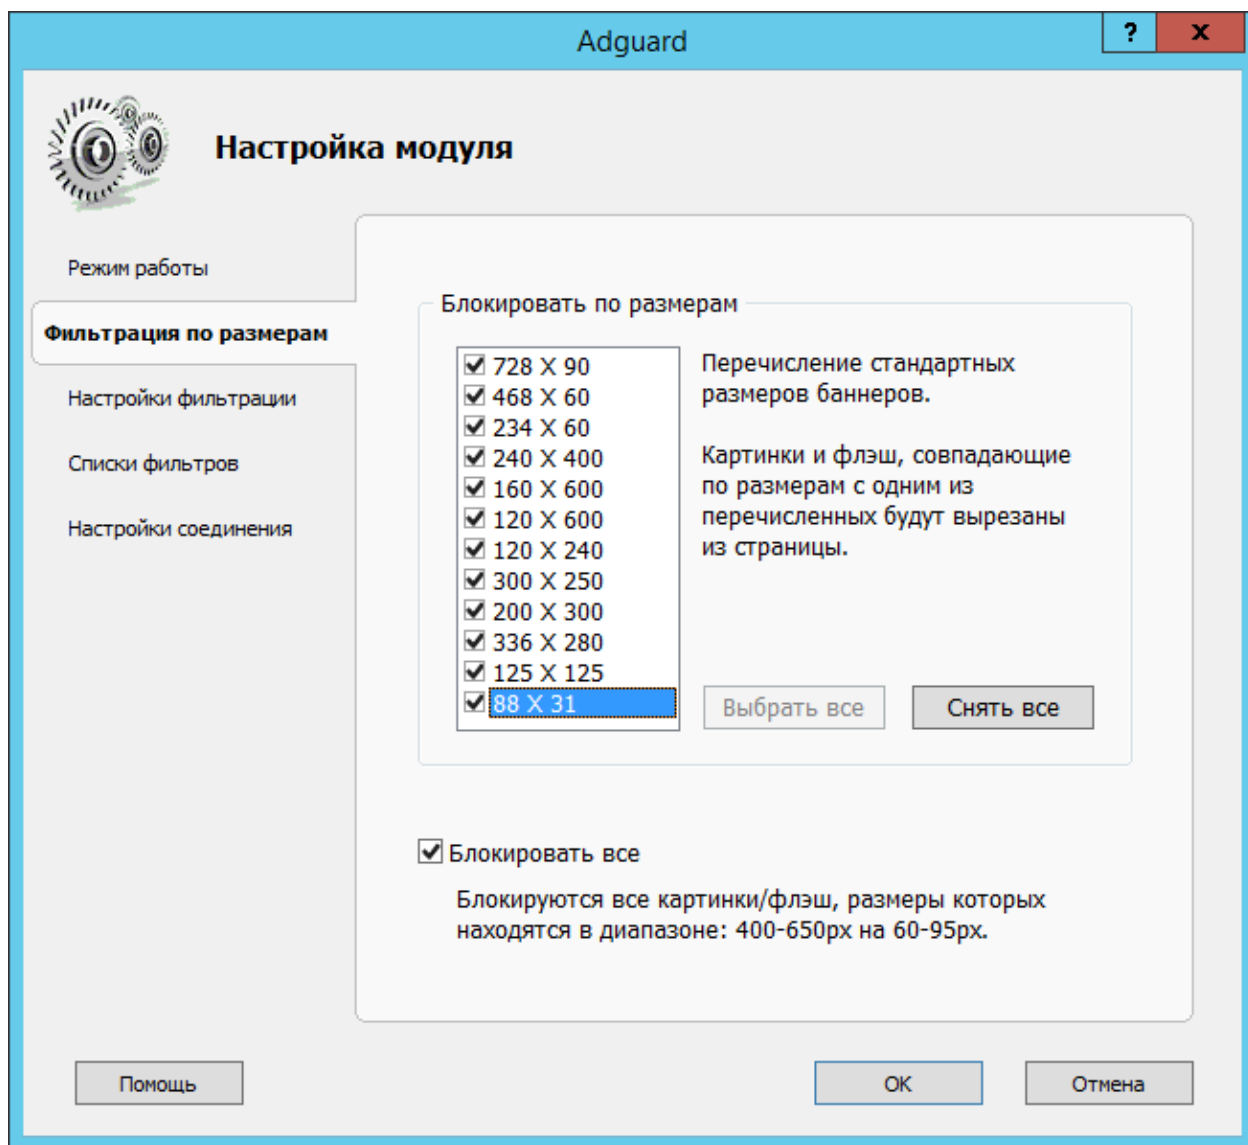 Adguard
?
x
Настройка модуля
Режим работы
Фильтрация по размерам
Настройки фильтрации
Списки фильтров
Настройки соединения
Блокировать по размерам
728 X 90
468 X 60
234 X 60
240 X 400
160 X 600
120 X 600
120 X 240
300 X 250
200 X 300
336 X 280
125 X 125
88 X 31
Перечисление стандартных
размеров баннеров.
Картинки и флэш, совпадающие
по размерам с одним из
перечисленных будут вырезаны
из страницы.
Выбрать все
Снять все
Блокировать все
Блокируются все картинки/флэш, размеры которых
находятся в диапазоне: 400-650px на 60-95px.
Помощь
OK
Отмена